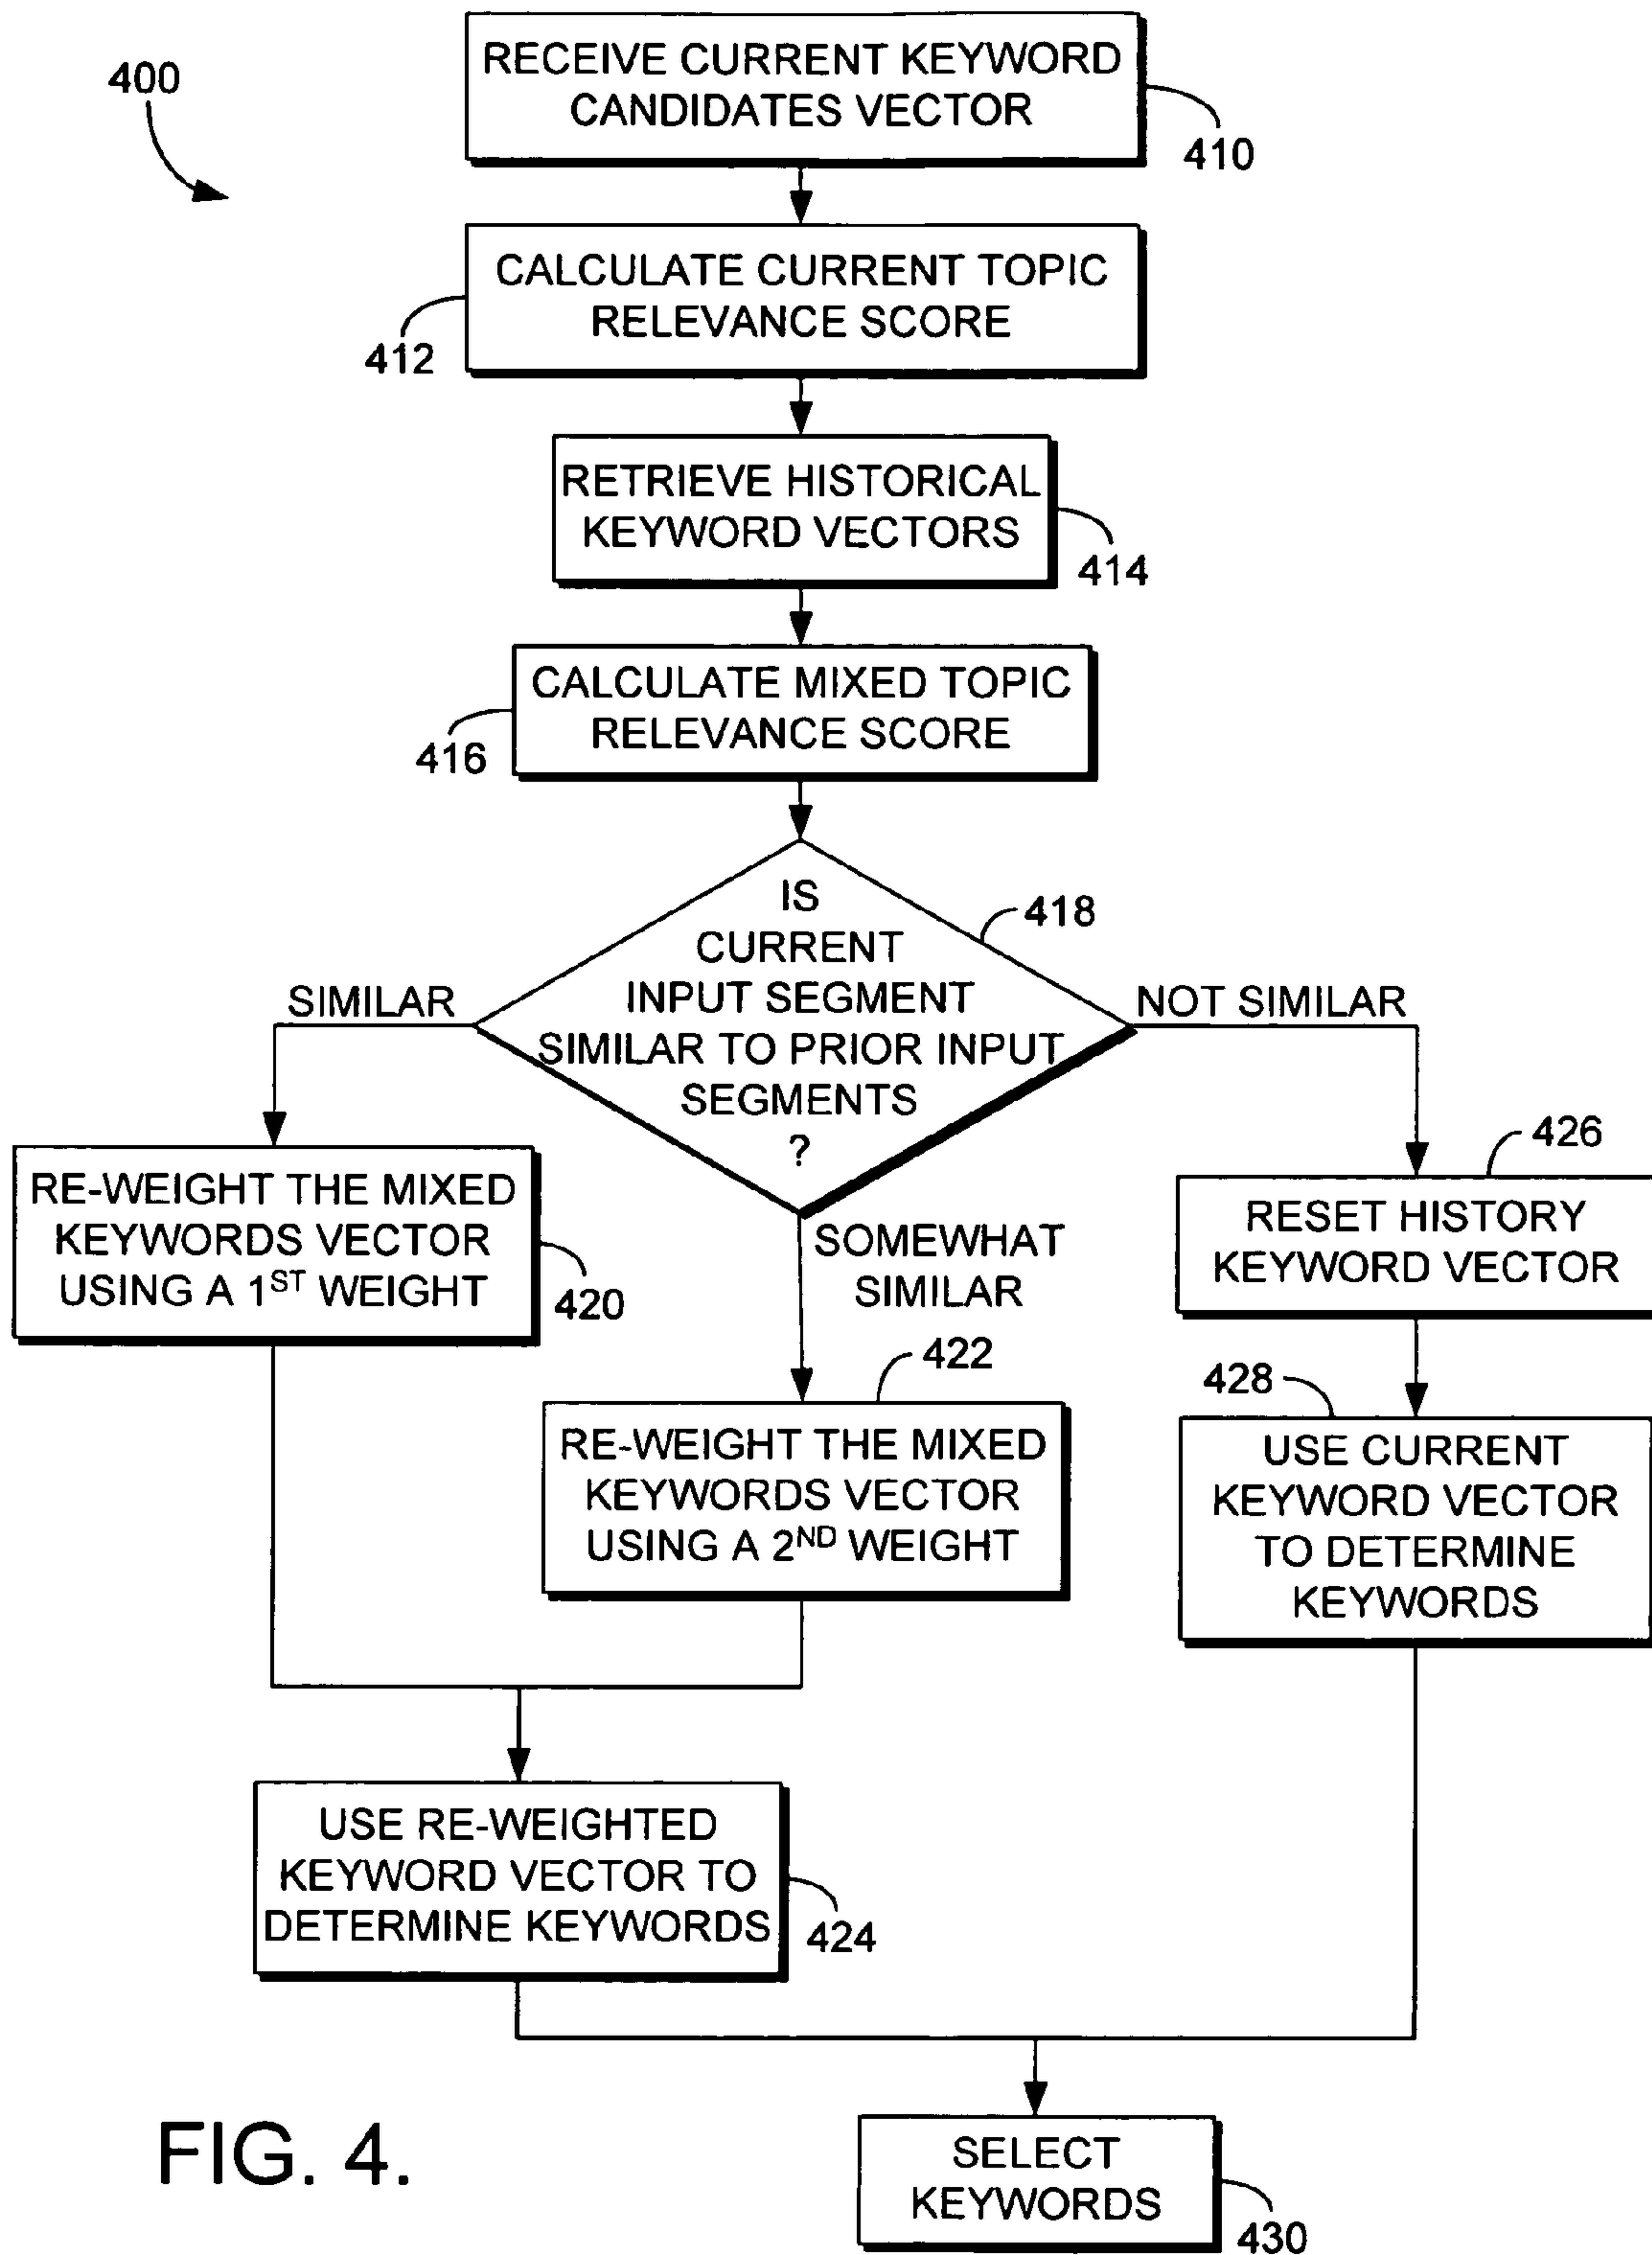 400
RECEIVE CURRENT KEYWORD
CANDIDATES VECTOR
410
CALCULATE CURRENT TOPIC
RELEVANCE SCORE
412
RETRIEVE HISTORICAL
KEYWORD VECTORS
414
CALCULATE MIXED TOPIC
RELEVANCE SCORE
416
IS
CURRENT
INPUT SEGMENT
SIMILAR TO PRIOR INPUT
SEGMENTS
?
418
SIMILAR
NOT SIMILAR
SOMEWHAT
SIMILAR
RE-WEIGHT THE MIXED
KEYWORDS VECTOR
USING A 1ST WEIGHT
420
426
RESET HISTORY
KEYWORD VECTOR
422
RE-WEIGHT THE MIXED
KEYWORDS VECTOR
USING A 2ND WEIGHT
428
USE CURRENT
KEYWORD VECTOR
TO DETERMINE
KEYWORDS
USE RE-WEIGHTED
KEYWORD VECTOR TO
DETERMINE KEYWORDS
424
SELECT
KEYWORDS
430
FIG. 4.